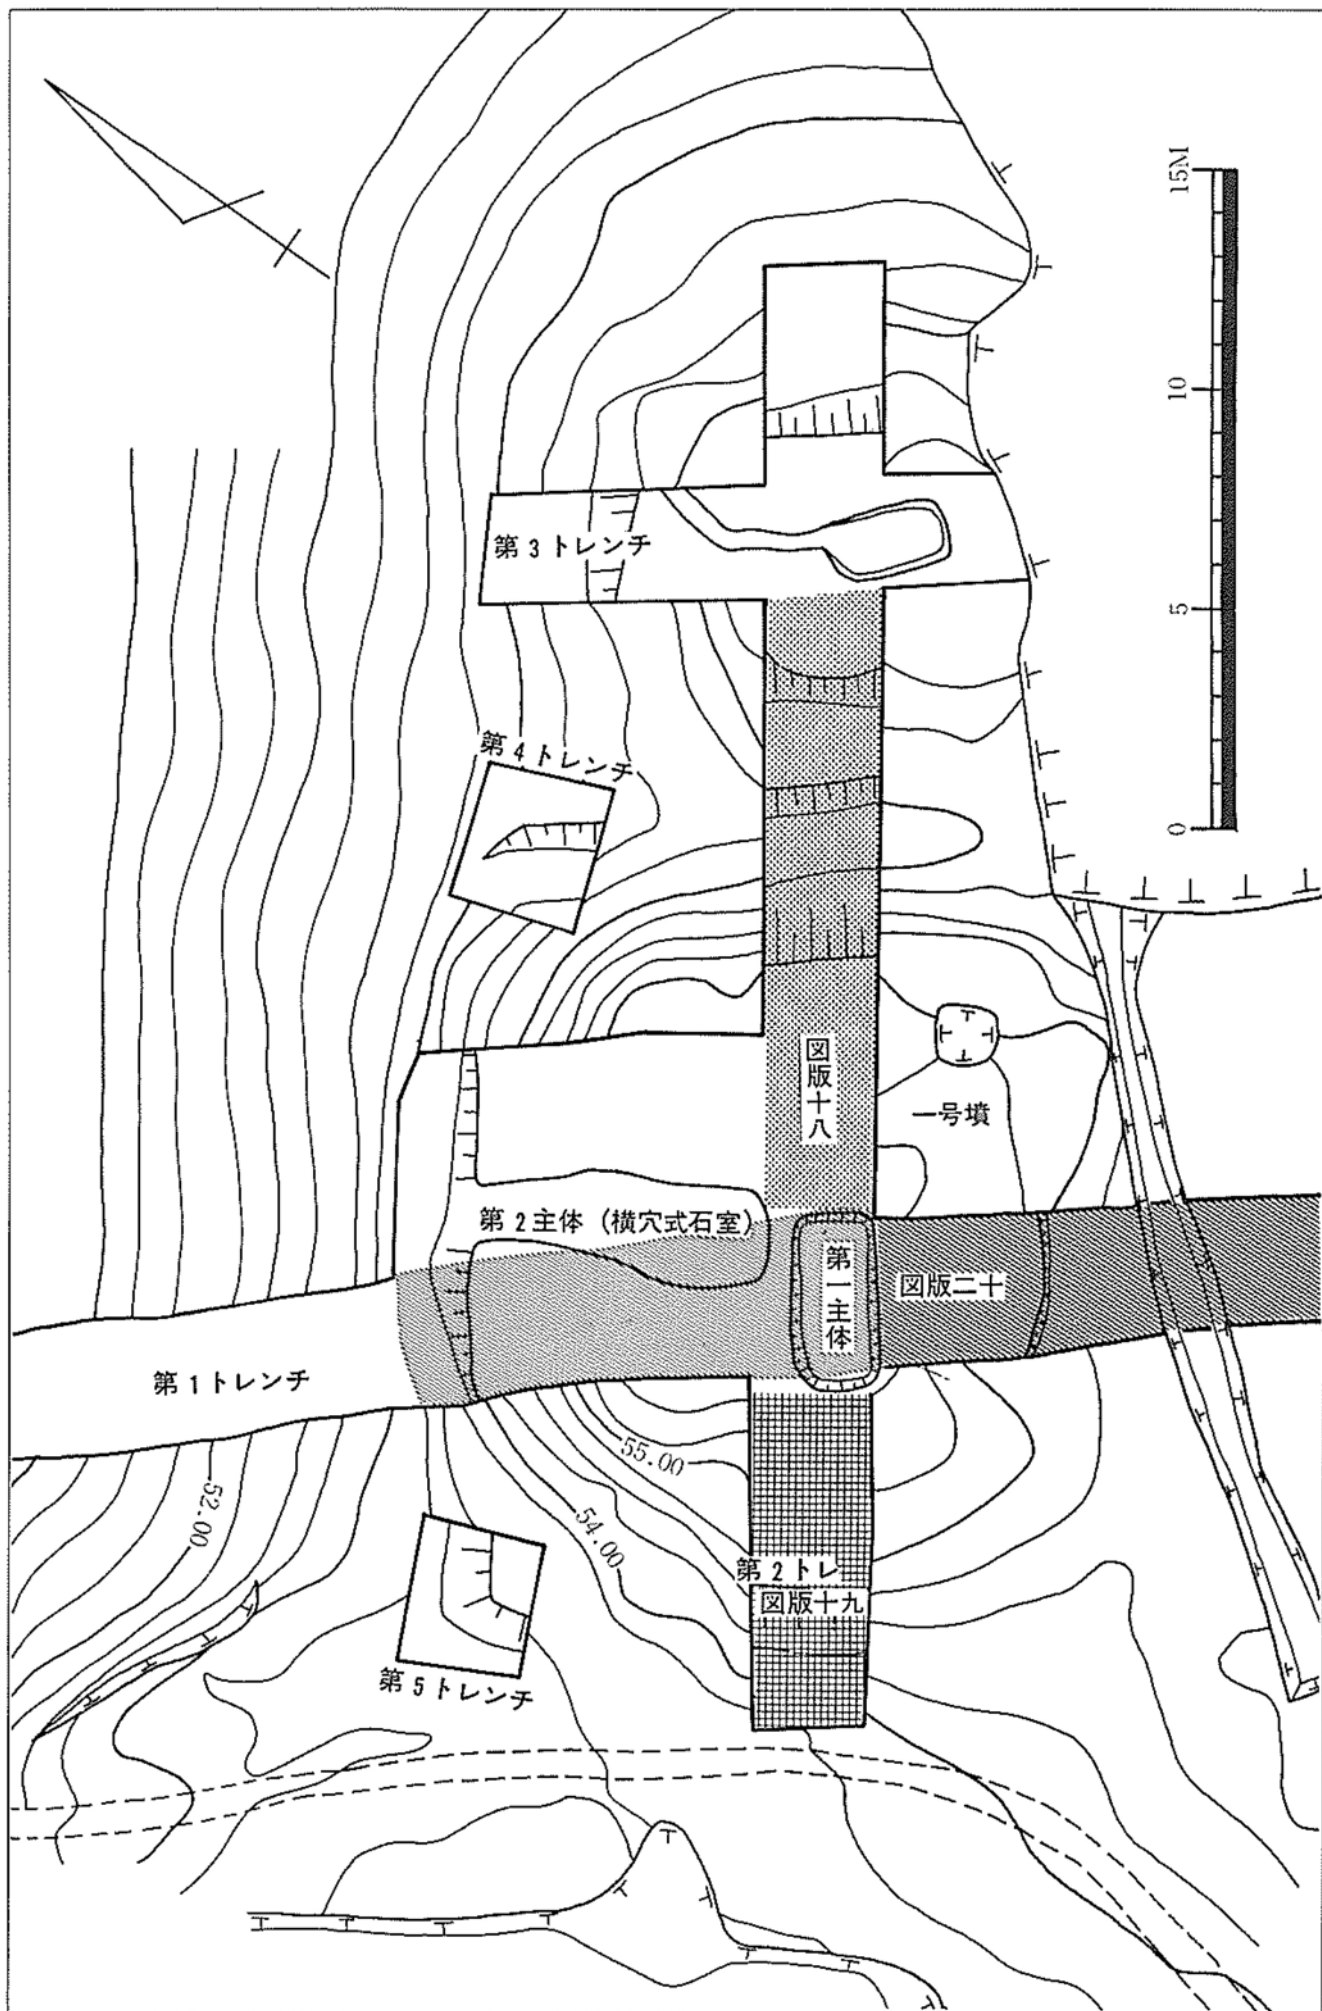 15M
10
5
0
第3トレンチ
第4トレンチ
図版十八
一号墳
第2主体（横穴式石室）
第一主体
図版二十
第1トレンチ
55.00
54.00
52.00
第2トレ
図版十九
第5トレンチ